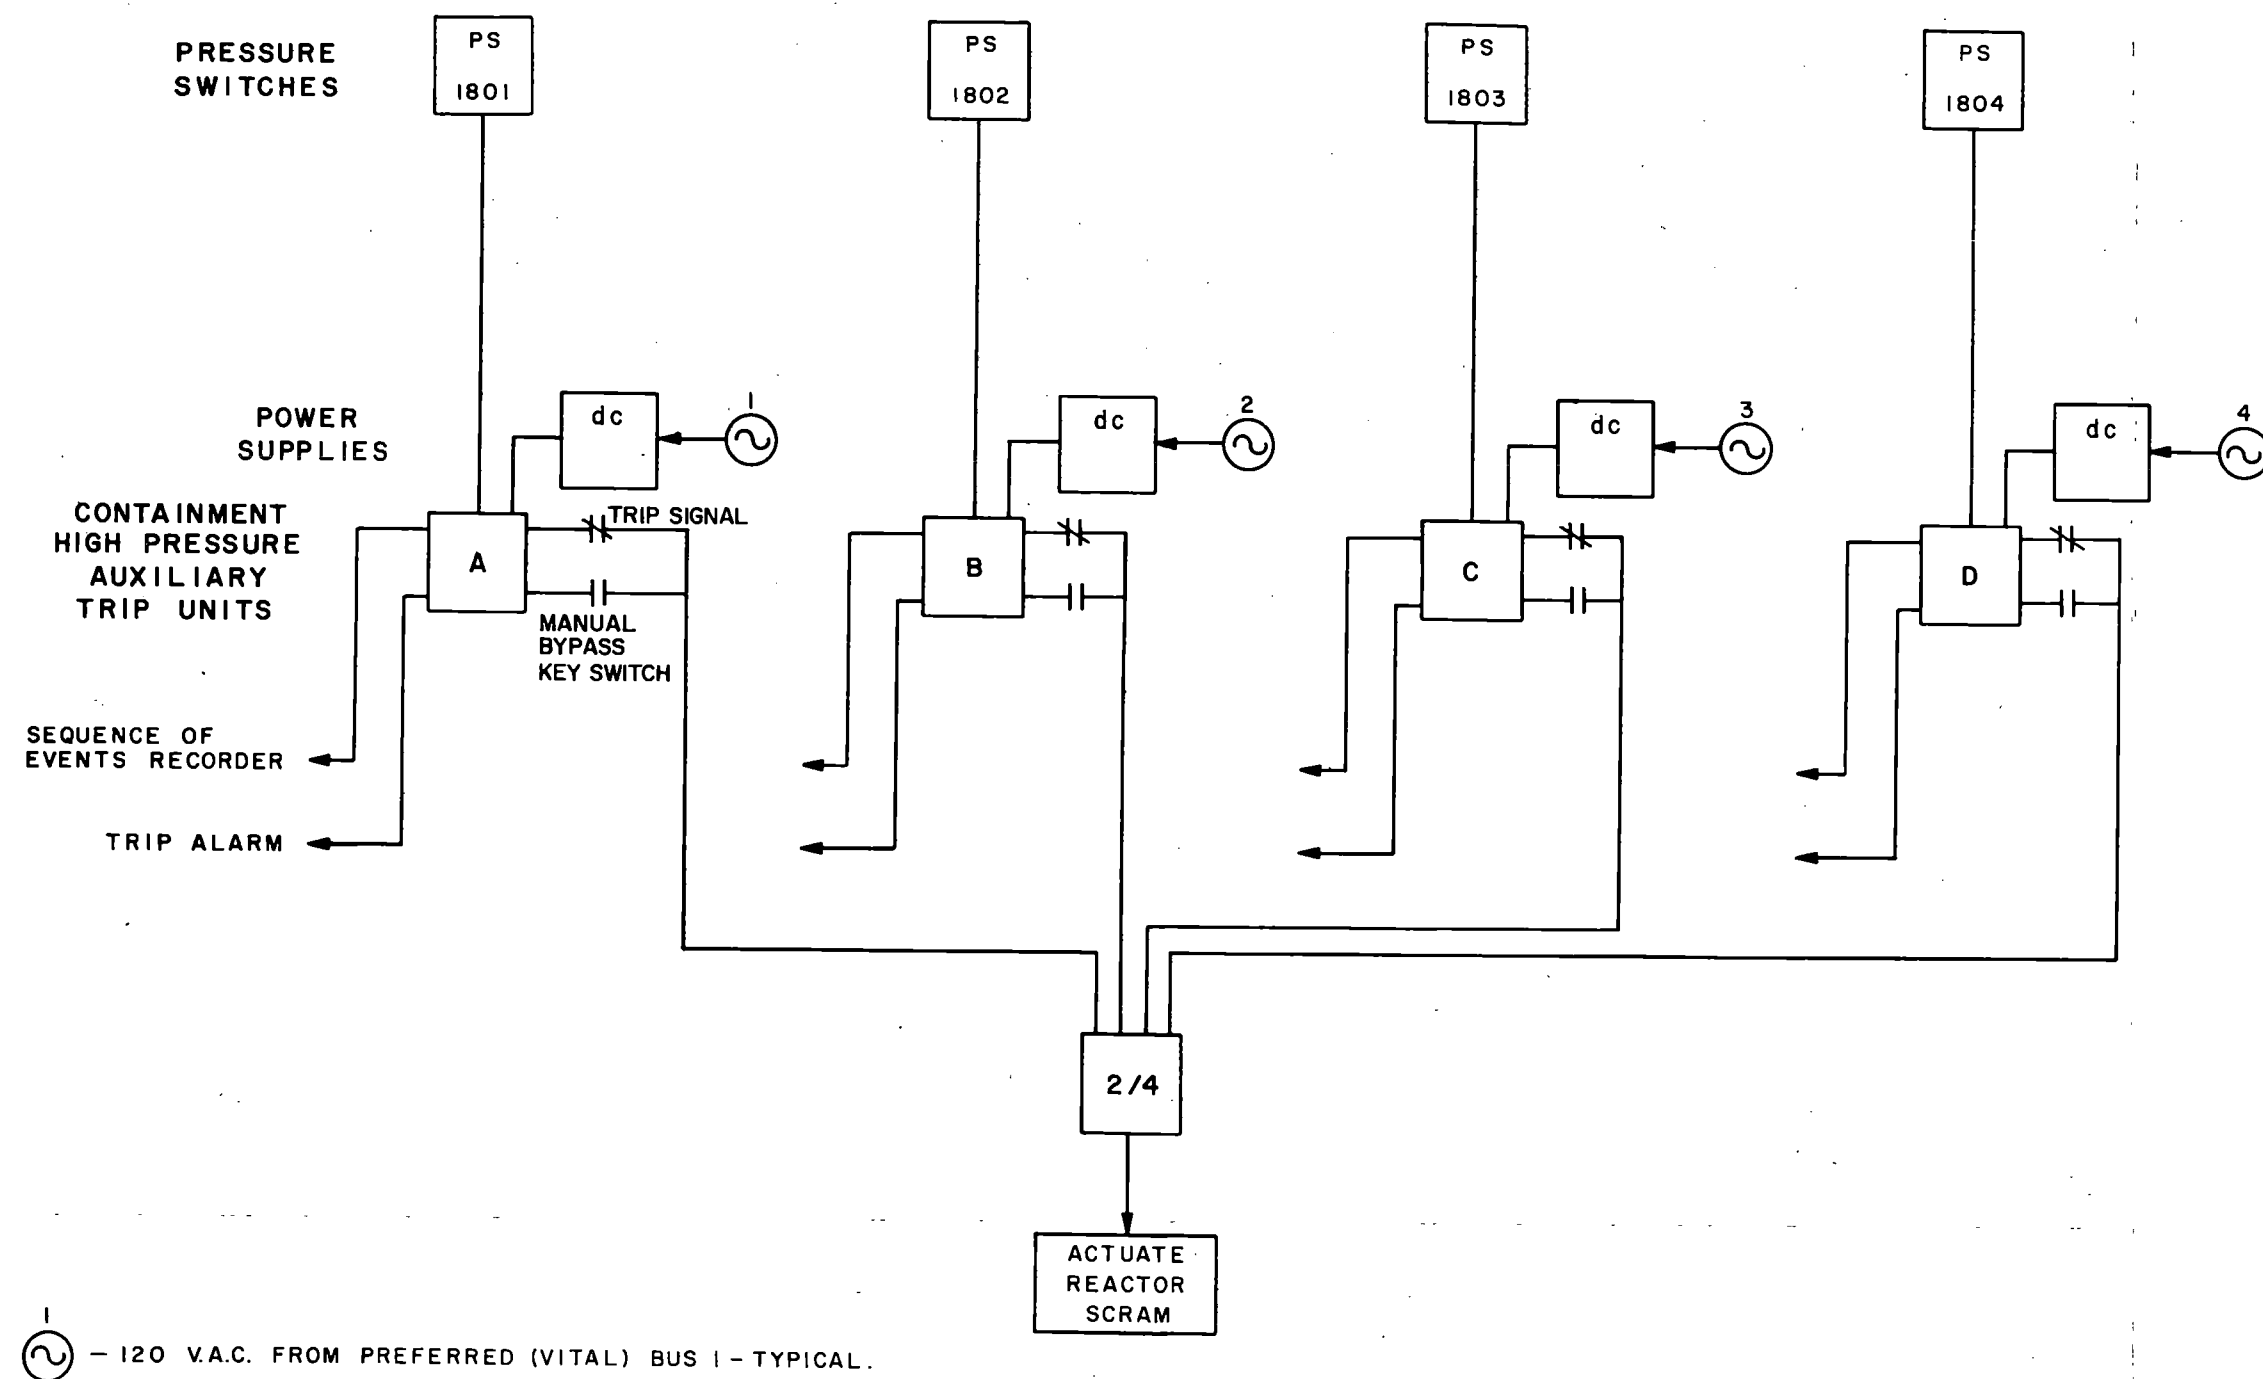 PRESSURE
SWITCHES
PS
1801
PS
1802
PS
1803
PS
1804
POWER
SUPPLIES
dc
1
dc
2
dc
3
dc
4
CONTAINMENT
HIGH PRESSURE
AUXILIARY
TRIP UNITS
A
TRIP SIGNAL
MANUAL
BYPASS
KEY SWITCH
B
C
D
SEQUENCE OF
EVENTS RECORDER
TRIP ALARM
2/4
ACTUATE
REACTOR
SCRAM
1
– 120 V.A.C. FROM PREFERRED (VITAL) BUS 1 – TYPICAL.